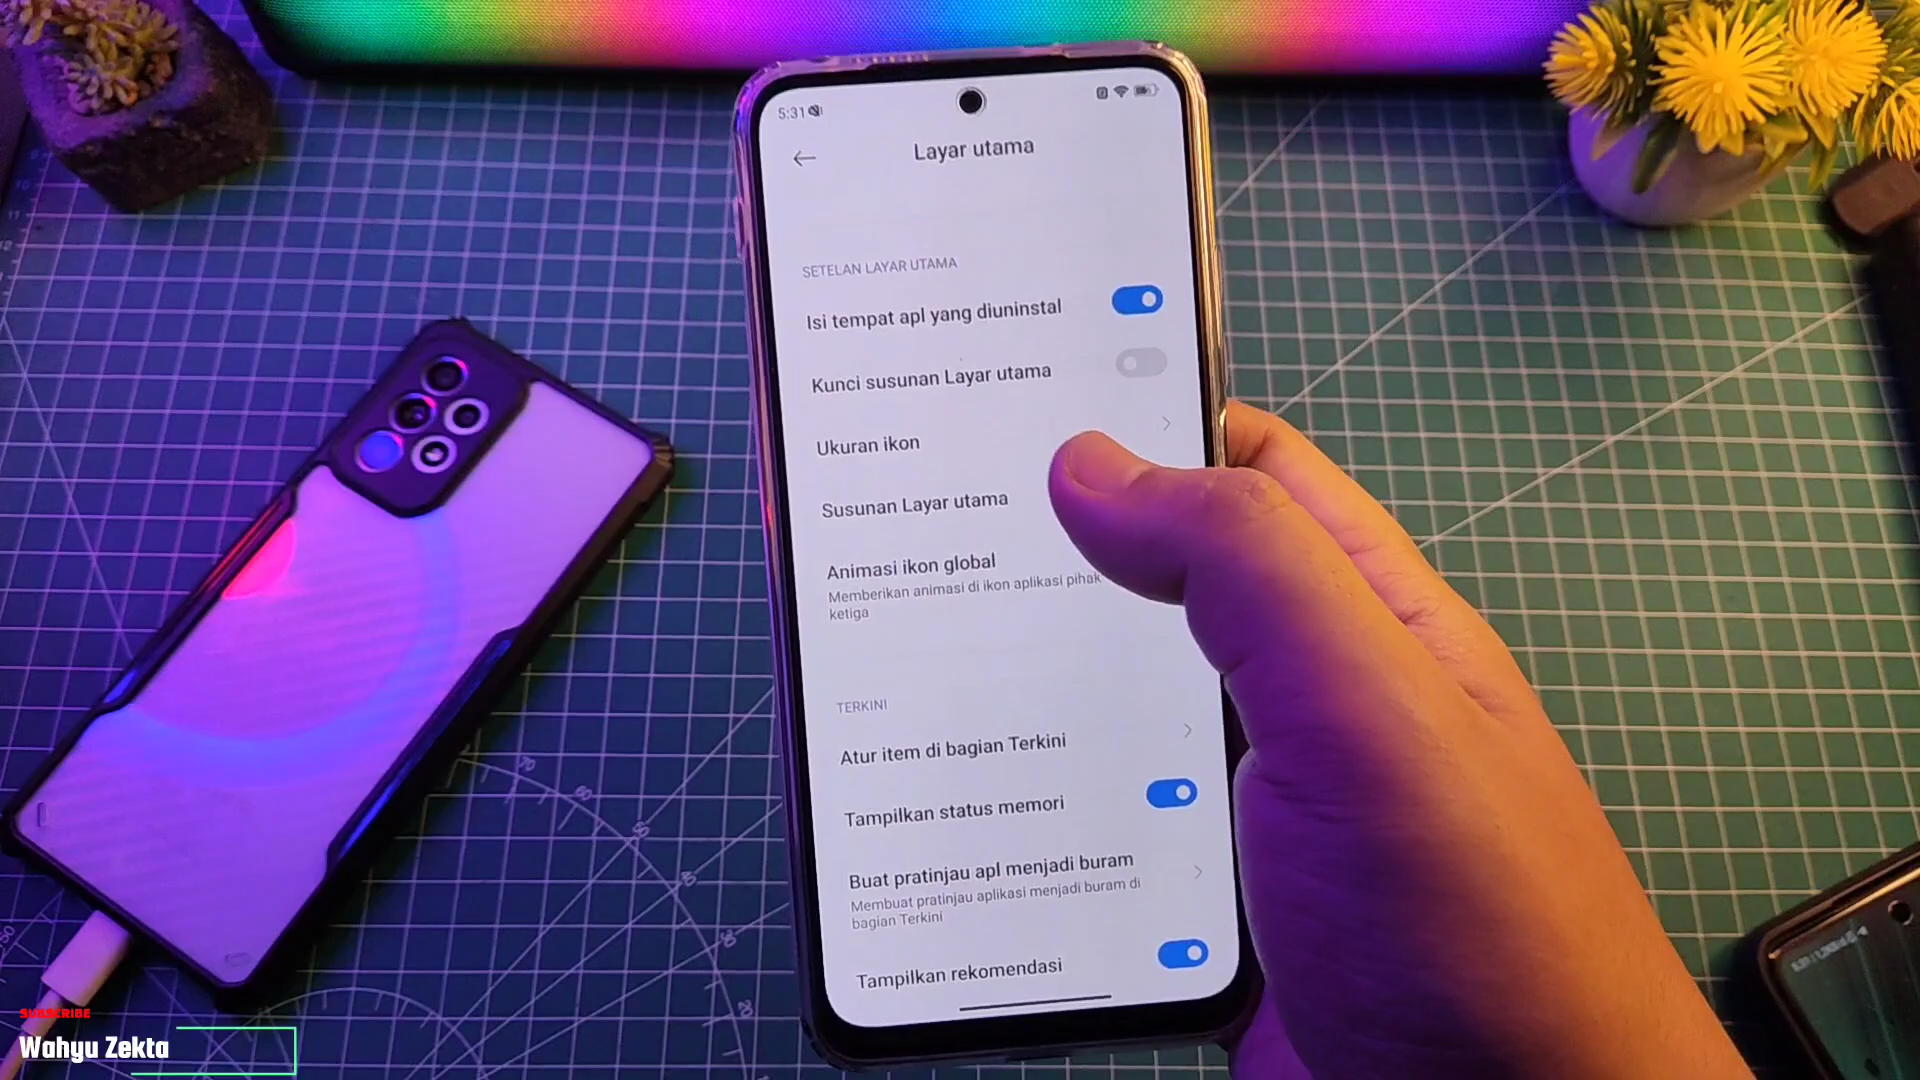 5:31
Layar utama
SETELAN LAYAR UTAMA
Isi tempat apl yang diuninstal
Kunci susunan Layar utama
Ukuran ikon
Susunan Layar utama
Animasi ikon global
Memberikan animasi di ikon aplikasi pihak
ketiga
TERKINI
Atur item di bagian Terkini
Tampilkan status memori
Buat pratinjau apl menjadi buram
Membuat pratinjau aplikasi menjadi buram di
bagian Terkini
Tampilkan rekomendasi
SUBSCRIBE
Wahyu Zekta